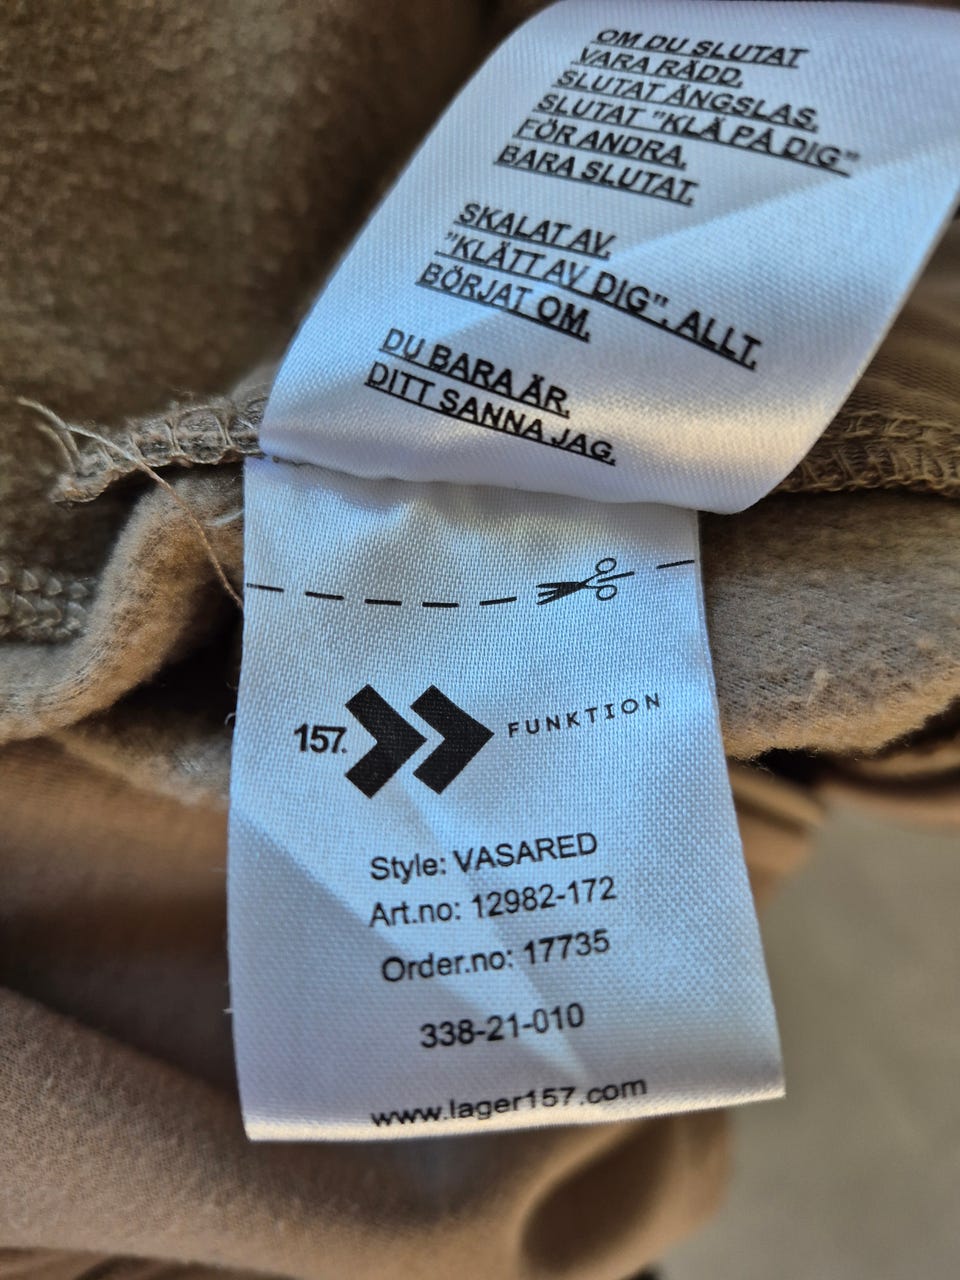 OM DU SLUTAT
VARA RÄDD.
SLUTAT ÄNGSLAS.
SLUTAT "KLÄ PÅ DIG"
FÖR ANDRA.
BARA SLUTAT.
SKALAT AV.
"KLÄTT AV DIG". ALLT.
BÖRJAT OM.
DU BARA ÄR.
DITT SANNA JAG.
157. FUNKTION
Style: VASARED
Art.no: 12982-172
Order.no: 17735
338-21-010
www.lager157.com